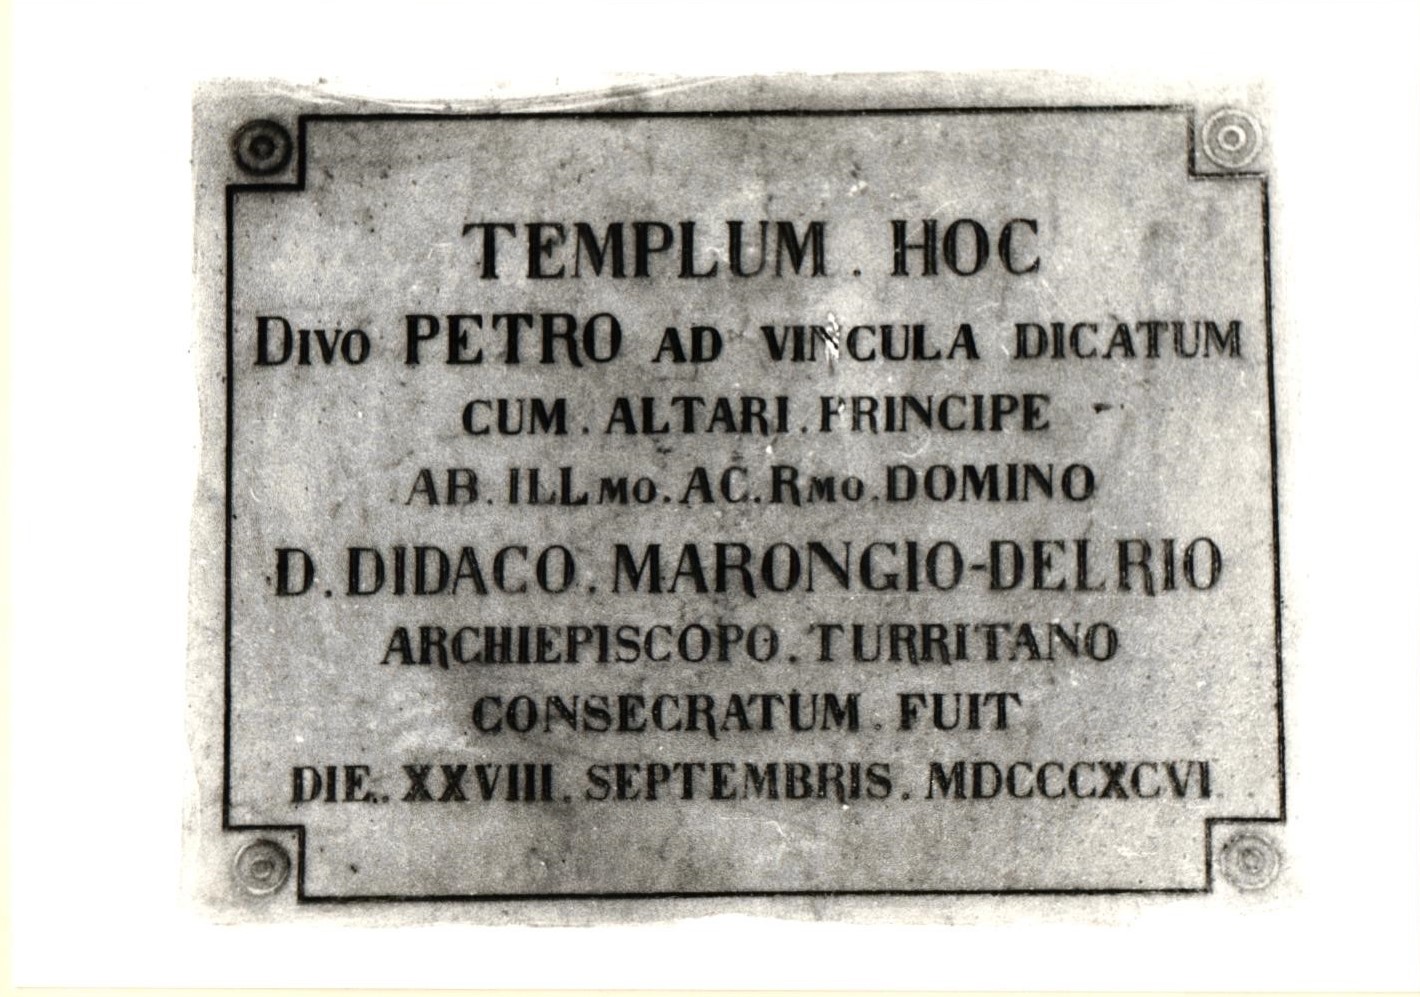 TEMPLUM . HOC
DIVO PETRO AD VINCULA DICATUM
CUM . ALTARI . PRINCIPE
AB . ILLMO . AC . RMO . DOMINO
D . DIDACO . MARONGIO-DELRIO
ARCHIEPISCOPO . TURRITANO
CONSECRATUM . FUIT
DIE . XXVIII . SEPTEMBRIS . MDCCCXCVI